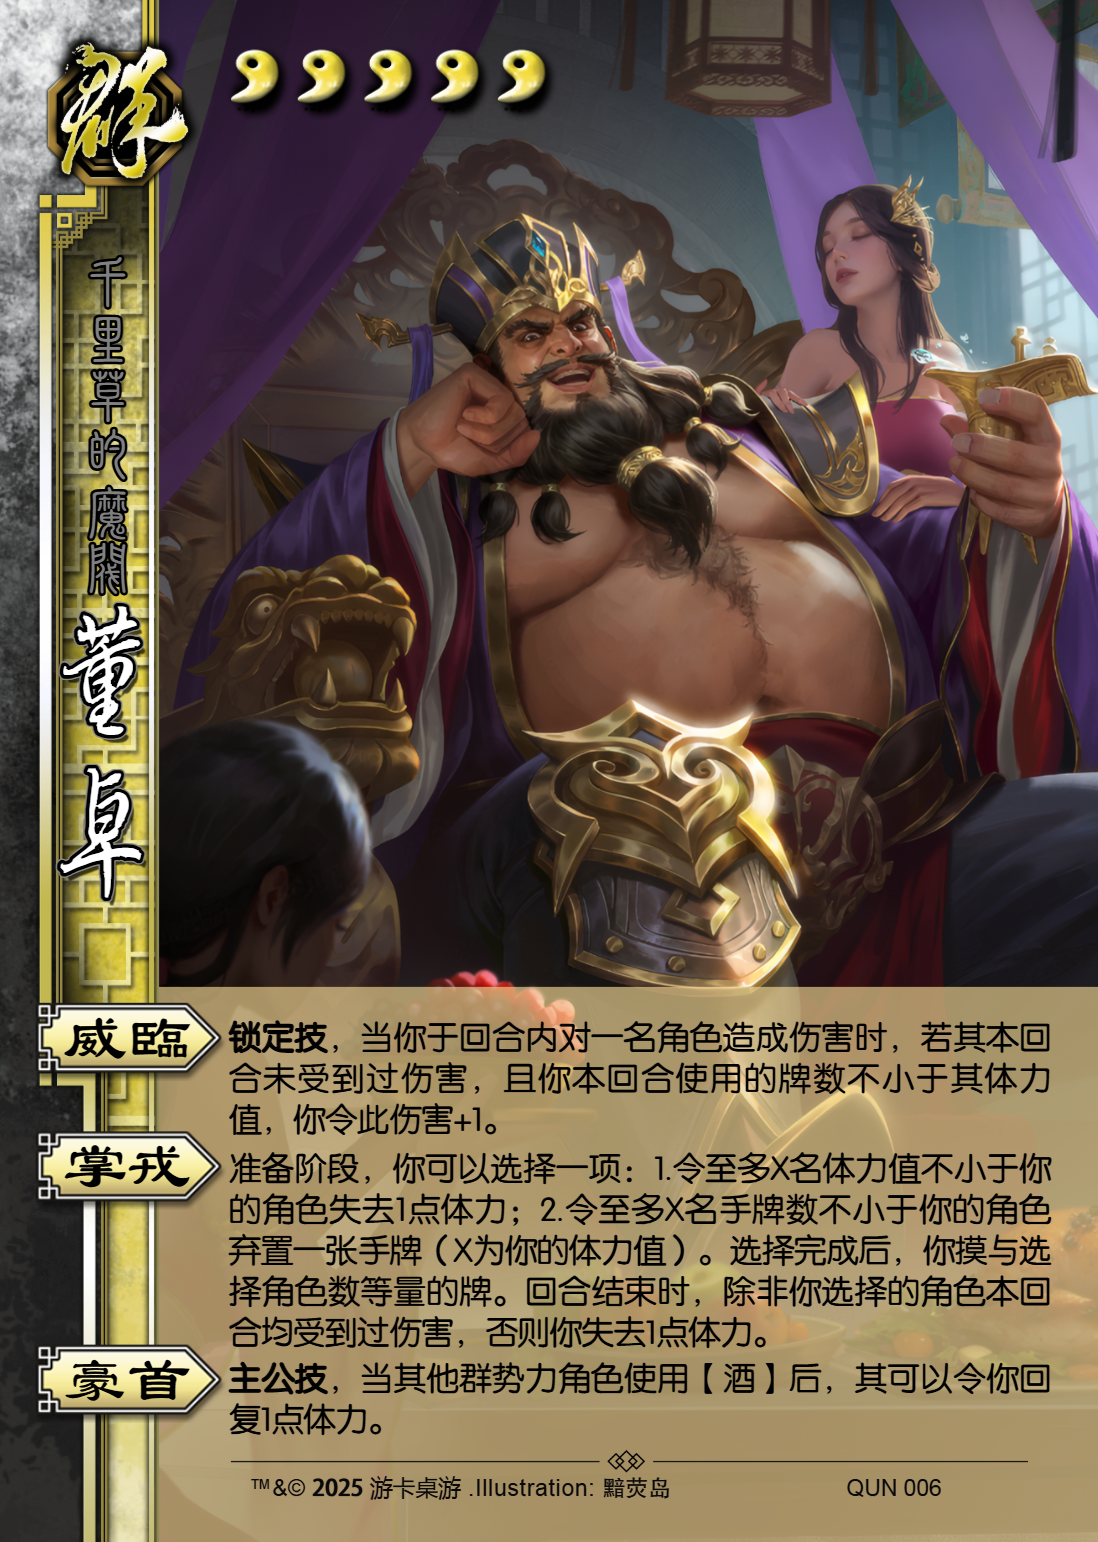 群
千里草的魔阀
董卓
威臨
锁定技，当你于回合内对一名角色造成伤害时，若其本回
合未受到过伤害，且你本回合使用的牌数不小于其体力
值，你令此伤害+1。
掌戎
准备阶段，你可以选择一项：1.令至多X名体力值不小于你
的角色失去1点体力；2.令至多X名手牌数不小于你的角色
弃置一张手牌（X为你的体力值）。选择完成后，你摸与选
择角色数等量的牌。回合结束时，除非你选择的角色本回
合均受到过伤害，否则你失去1点体力。
豪首
主公技，当其他群势力角色使用【酒】后，其可以令你回
复1点体力。
™&© 2025 游卡桌游 .Illustration: 黯荧岛
QUN 006